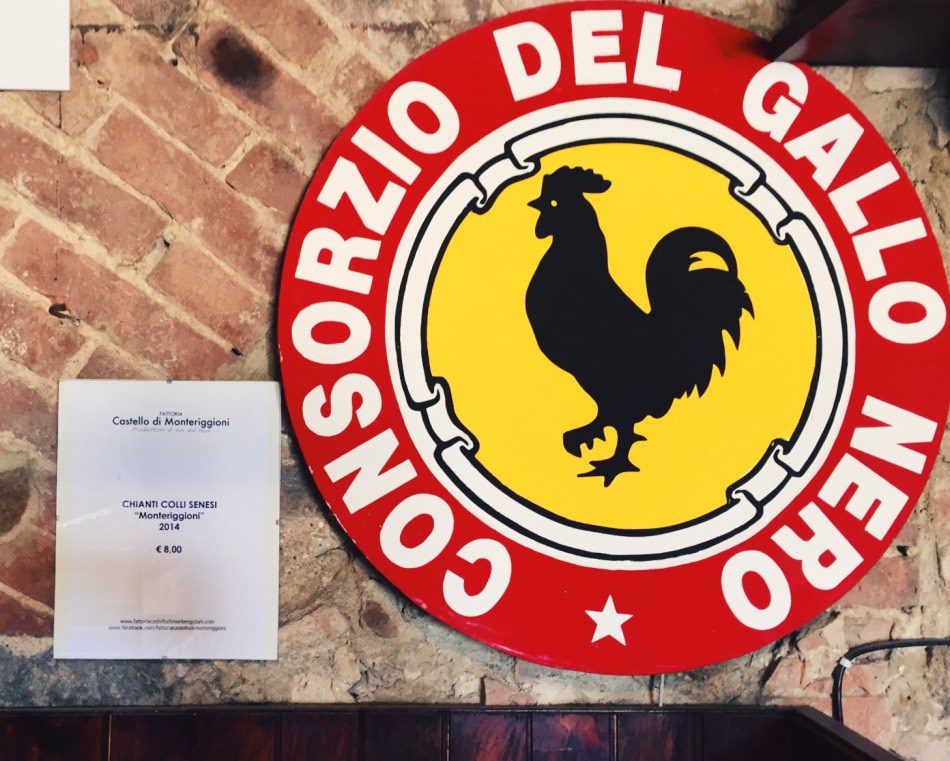 CONSORZIO DEL GALLO NERO
FATTORIA
Castello di Monteriggioni
CHIANTI COLLI SENESI
"Monteriggioni"
2014
€ 8,00